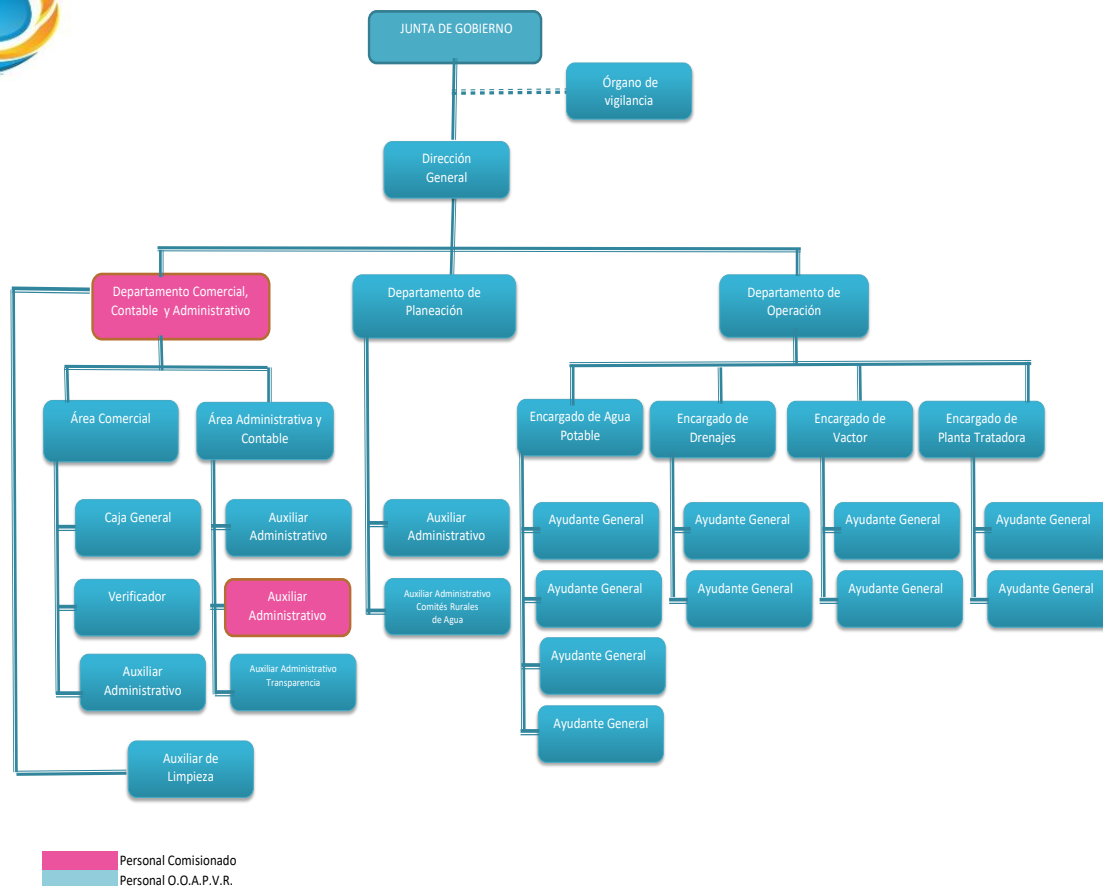 JUNTA DE GOBIERNO
Órgano de
vigilancia
Dirección
General
Departamento Comercial,
Contable y Administrativo
Departamento de
Planeación
Departamento de
Operación
Área Comercial
Área Administrativa y
Contable
Encargado de Agua
Potable
Encargado de
Drenajes
Encargado de
Vactor
Encargado de
Planta Tratadora
Caja General
Auxiliar
Administrativo
Auxiliar
Administrativo
Ayudante General
Ayudante General
Ayudante General
Ayudante General
Verificador
Auxiliar
Administrativo
Auxiliar Administrativo
Comités Rurales
de Agua
Ayudante General
Ayudante General
Ayudante General
Ayudante General
Auxiliar
Administrativo
Auxiliar Administrativo
Transparencia
Ayudante General
Ayudante General
Auxiliar de
Limpieza
Personal Comisionado
Personal O.O.A.P.V.R.